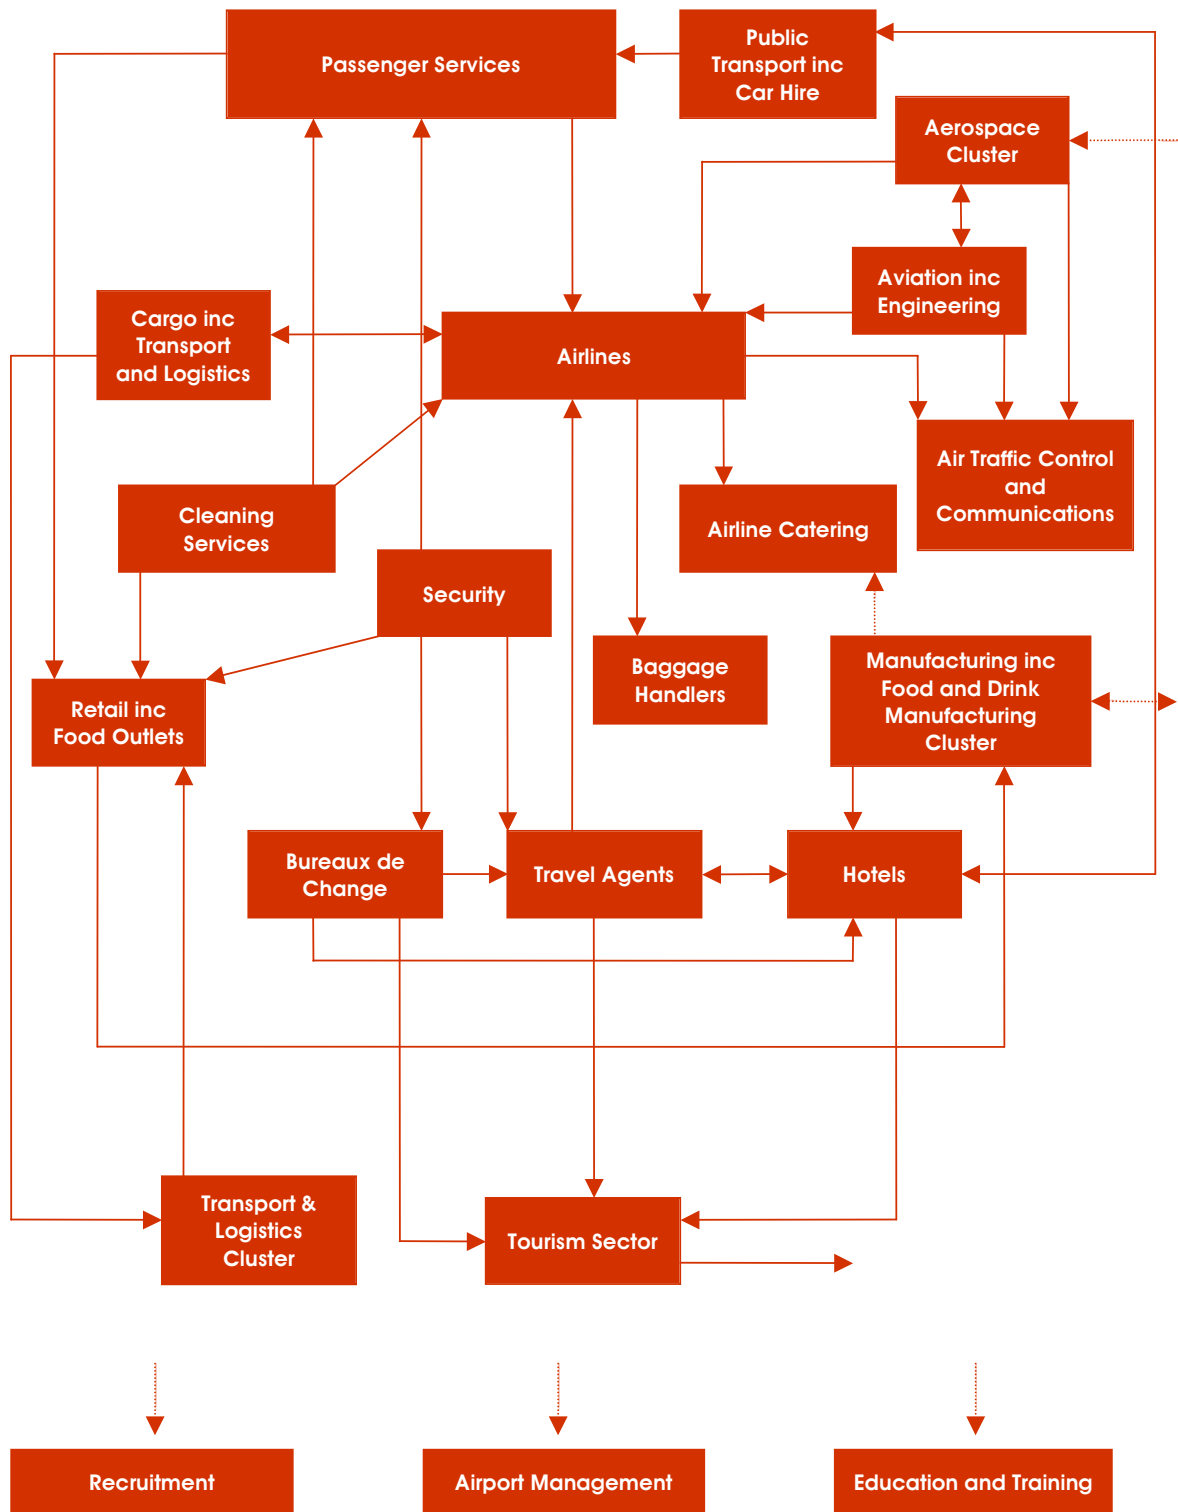 Passenger Services
Public
Transport inc
Car Hire
Aerospace
Cluster
Aviation inc
Engineering
Cargo inc
Transport
and Logistics
Airlines
Air Traffic Control
and
Communications
Cleaning
Services
Airline Catering
Security
Baggage
Handlers
Manufacturing inc
Food and Drink
Manufacturing
Cluster
Retail inc
Food Outlets
Bureaux de
Change
Travel Agents
Hotels
Transport &
Logistics
Cluster
Tourism Sector
Recruitment
Airport Management
Education and Training